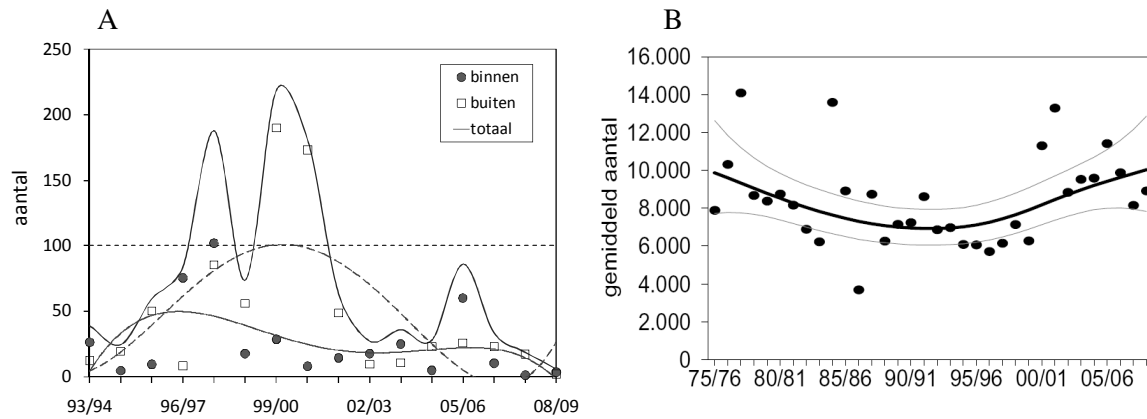 A
aantal
250
200
150
100
50
0
binnen
buiten
totaal
93/94 96/97 99/00 02/03 05/06 08/09
B
gemiddeld aantal
16.000
14.000
12.000
10.000
8.000
6.000
4.000
2.000
0
75/76 80/81 85/86 90/91 95/96 00/01 05/06